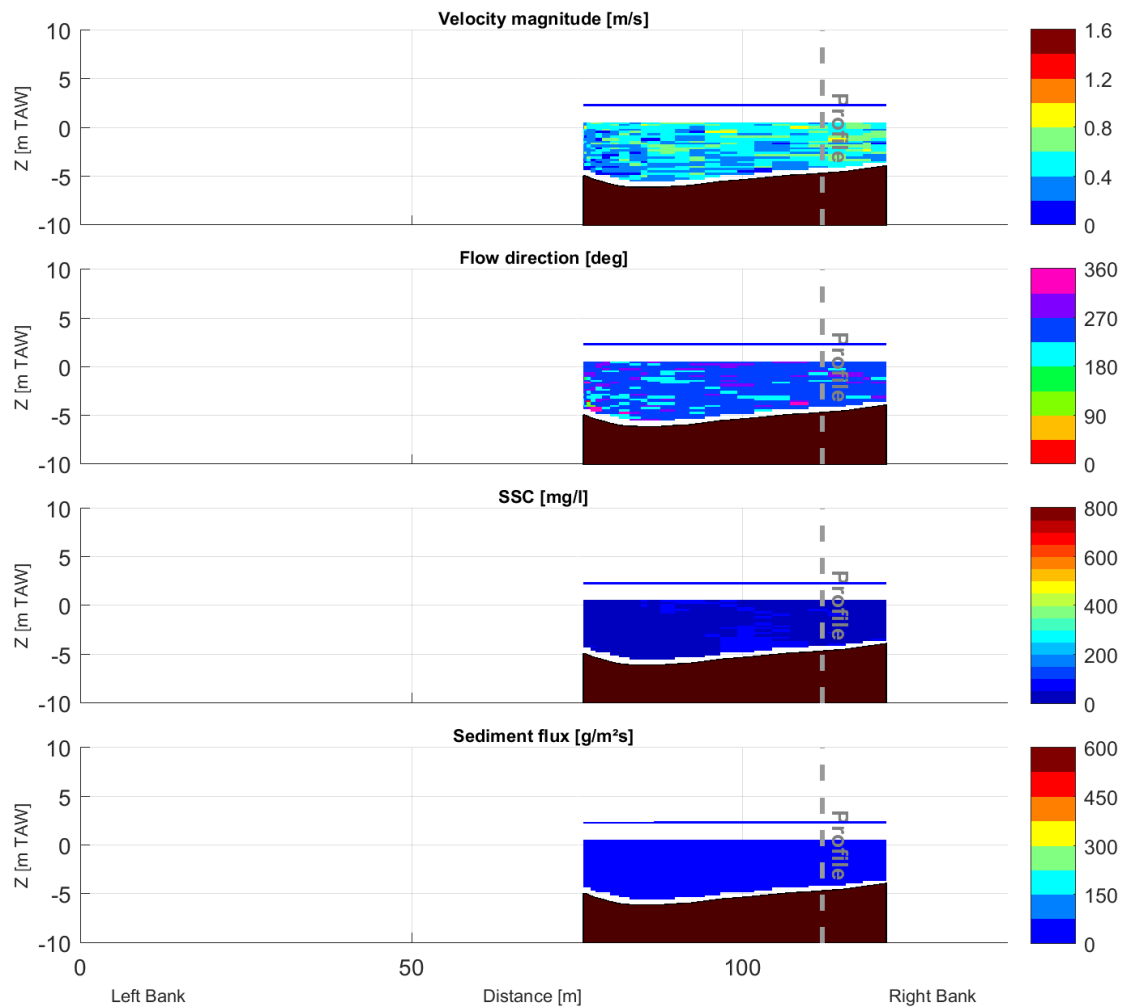 Velocity magnitude [m/s]
10
5
0
-5
-10
Z [m TAW]
Profile
1.6
1.2
0.8
0.4
0
Flow direction [deg]
10
5
0
-5
-10
Z [m TAW]
Profile
360
270
180
90
0
SSC [mg/l]
10
5
0
-5
-10
Z [m TAW]
Profile
800
600
400
200
0
Sediment flux [g/m²s]
10
5
0
-5
-10
Z [m TAW]
Profile
600
450
300
150
0
0
50
100
Left Bank
Distance [m]
Right Bank